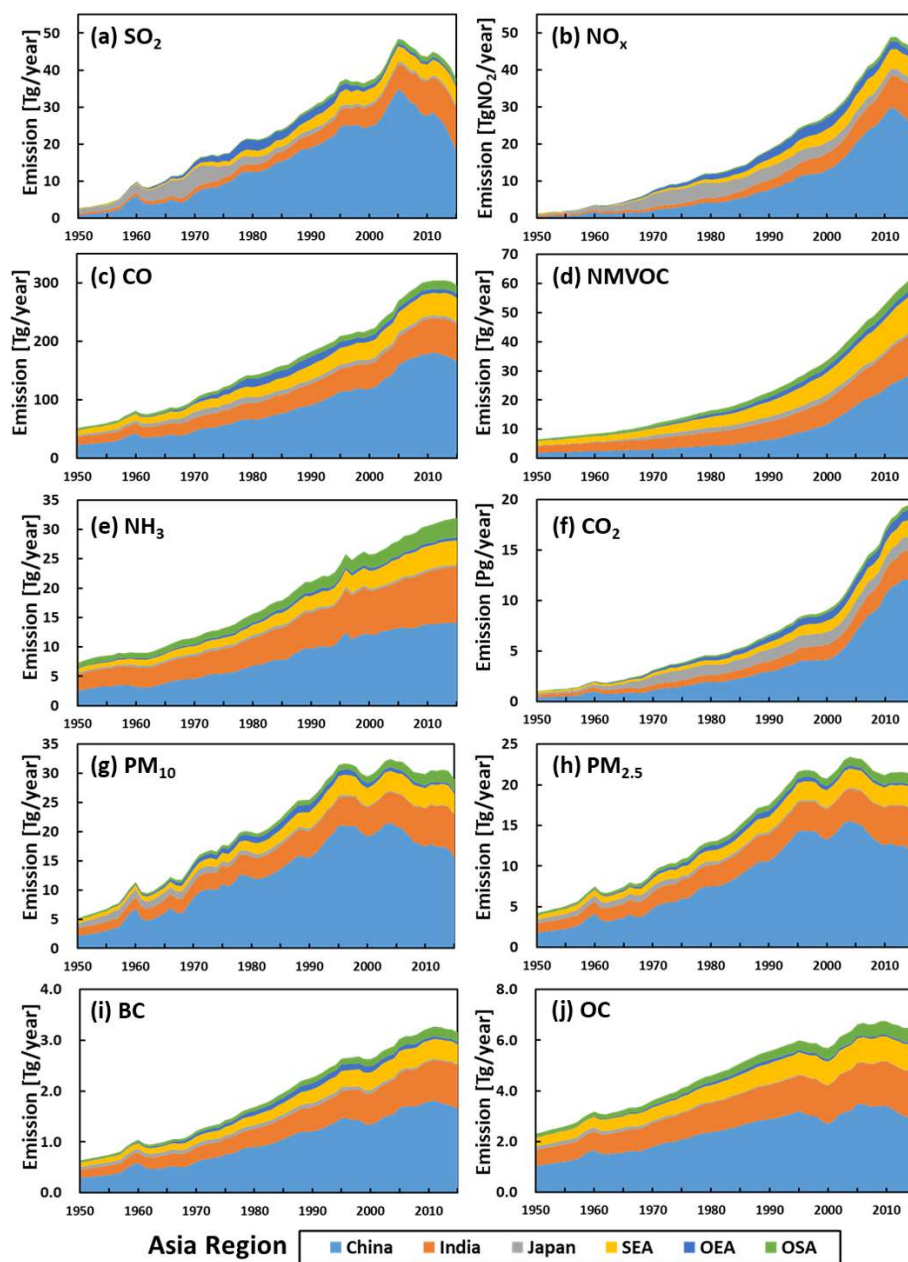 (a) SO2
Emission [Tg/year]
50
40
30
20
10
0
1950 1960 1970 1980 1990 2000 2010
(b) NOx
Emission [TgNO2/year]
50
40
30
20
10
0
1950 1960 1970 1980 1990 2000 2010
(c) CO
Emission [Tg/year]
300
200
100
0
1950 1960 1970 1980 1990 2000 2010
(d) NMVOC
Emission [Tg/year]
70
60
50
40
30
20
10
0
1950 1960 1970 1980 1990 2000 2010
(e) NH3
Emission [Tg/year]
35
30
25
20
15
10
5
0
1950 1960 1970 1980 1990 2000 2010
(f) CO2
Emission [Pg/year]
20
15
10
5
0
1950 1960 1970 1980 1990 2000 2010
(g) PM10
Emission [Tg/year]
35
30
25
20
15
10
5
0
1950 1960 1970 1980 1990 2000 2010
(h) PM2.5
Emission [Tg/year]
25
20
15
10
5
0
1950 1960 1970 1980 1990 2000 2010
(i) BC
Emission [Tg/year]
4.0
3.0
2.0
1.0
0.0
1950 1960 1970 1980 1990 2000 2010
(j) OC
Emission [Tg/year]
8.0
6.0
4.0
2.0
0.0
1950 1960 1970 1980 1990 2000 2010
Asia Region China India Japan SEA OEA OSA